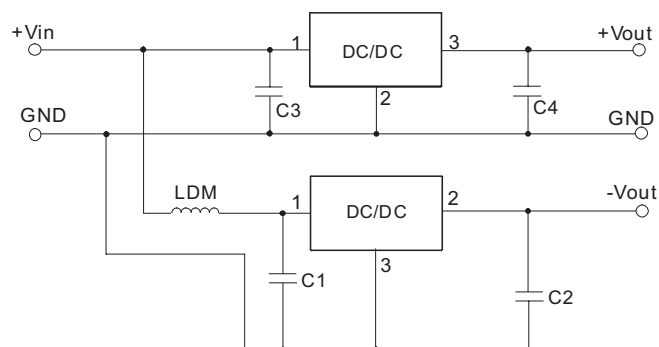 +Vin
1
DC/DC
3
+Vout
C3
2
C4
GND
GND
LDM
1
DC/DC
2
-Vout
3
C1
C2